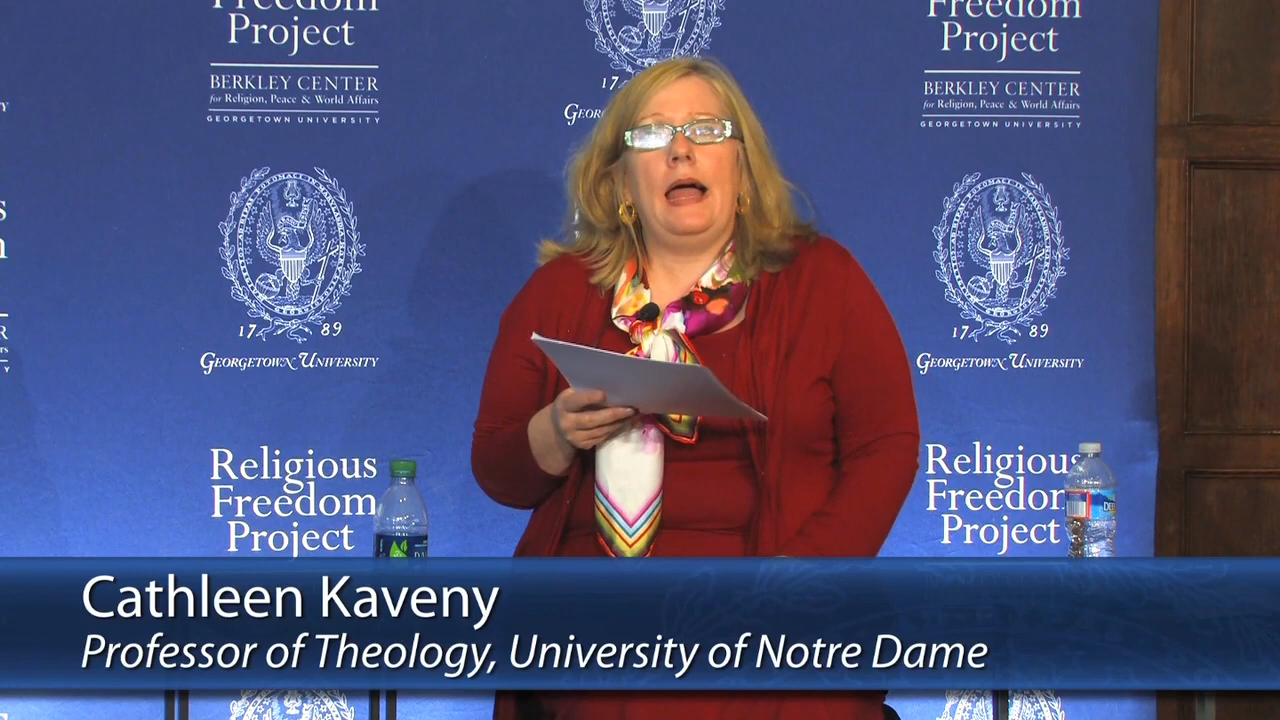 Freedom
Project
BERKLEY CENTER
for Religion, Peace & World Affairs
GEORGETOWN UNIVERSITY
17
Freedom
Project
BERKLEY CENTER
for Religion, Peace & World Affairs
GEORGETOWN UNIVERSITY
17 89
GEORGETOWN UNIVERSITY
17 89
GEORGETOWN UNIVERSITY
Religious
Freedom
Project
Religious
Freedom
Project
Cathleen Kaveny
Professor of Theology, University of Notre Dame